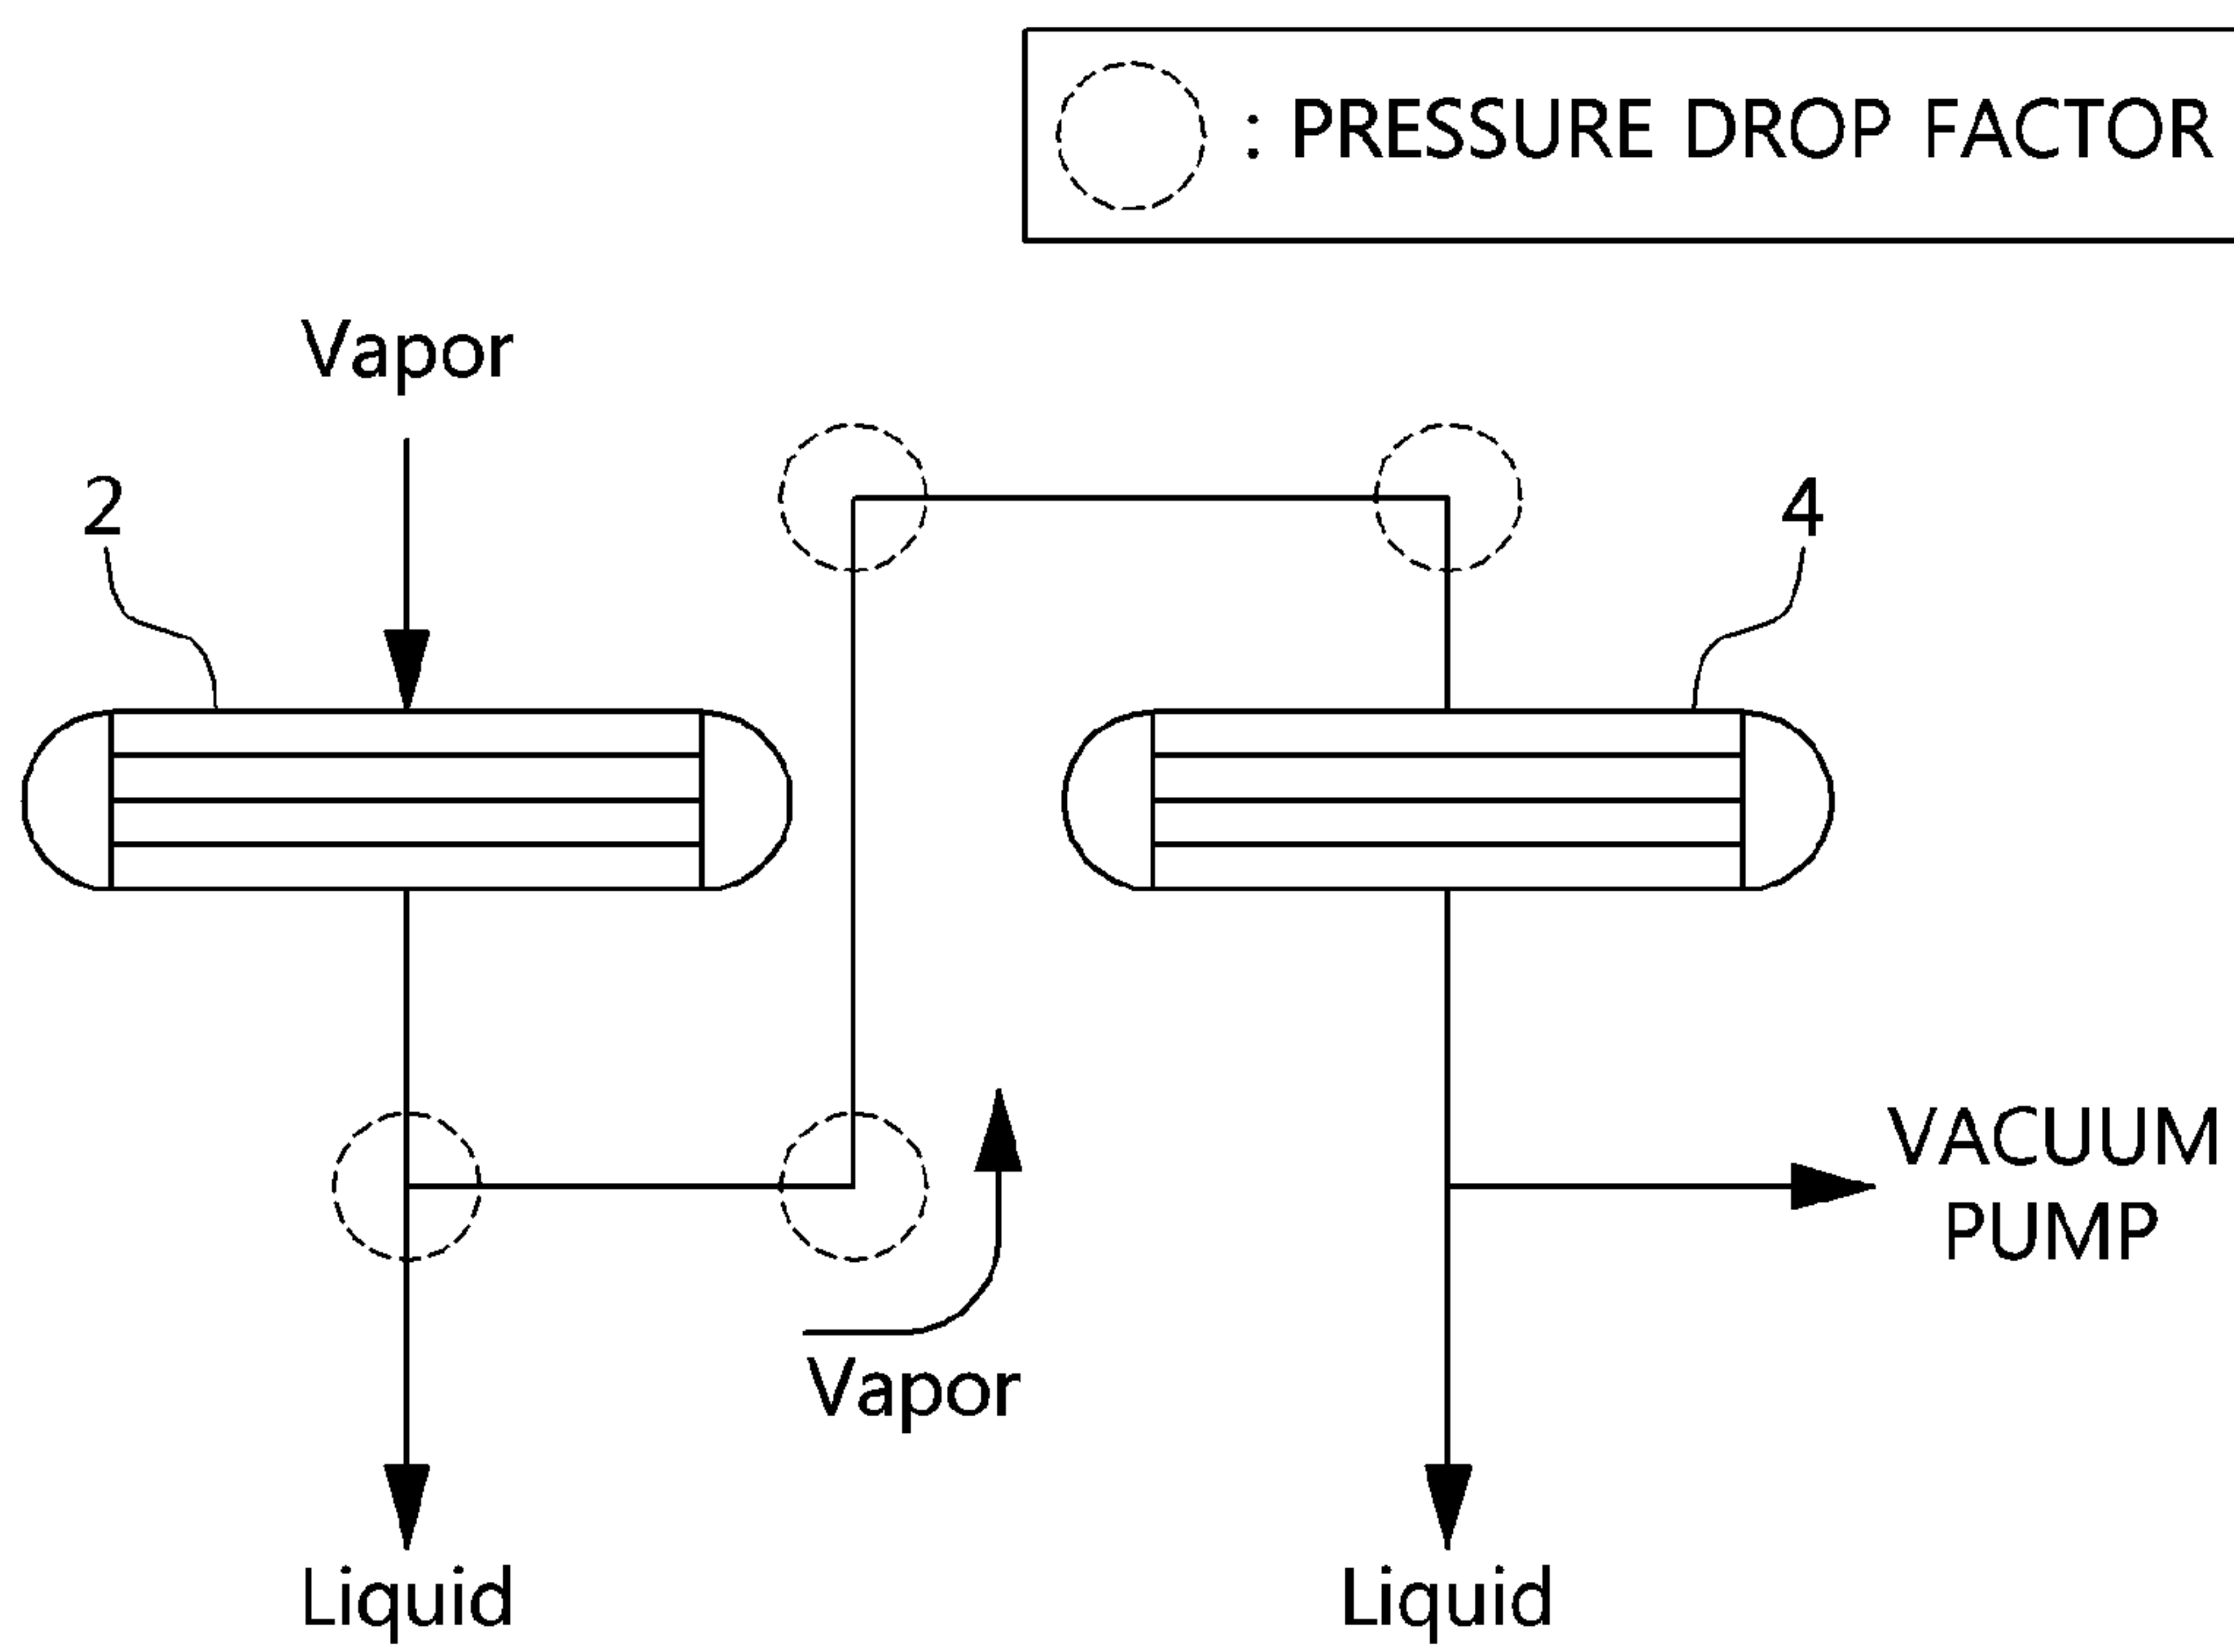 : PRESSURE DROP FACTOR
Vapor
2
4
VACUUM
PUMP
Vapor
Liquid
Liquid